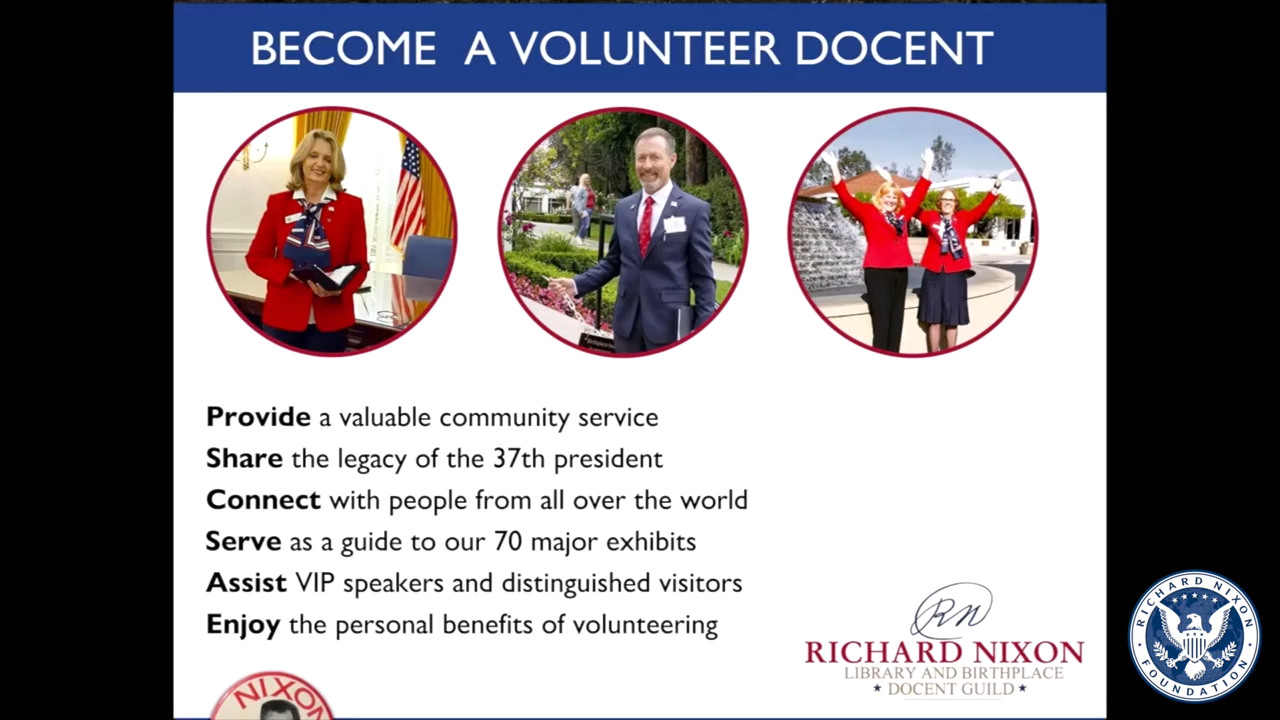 BECOME A VOLUNTEER DOCENT
Provide a valuable community service
Share the legacy of the 37th president
Connect with people from all over the world
Serve as a guide to our 70 major exhibits
Assist VIP speakers and distinguished visitors
Enjoy the personal benefits of volunteering
RN
RICHARD NIXON
LIBRARY AND BIRTHPLACE
★ DOCENT GUILD ★
NIXON
RICHARD NIXON
FOUNDATION